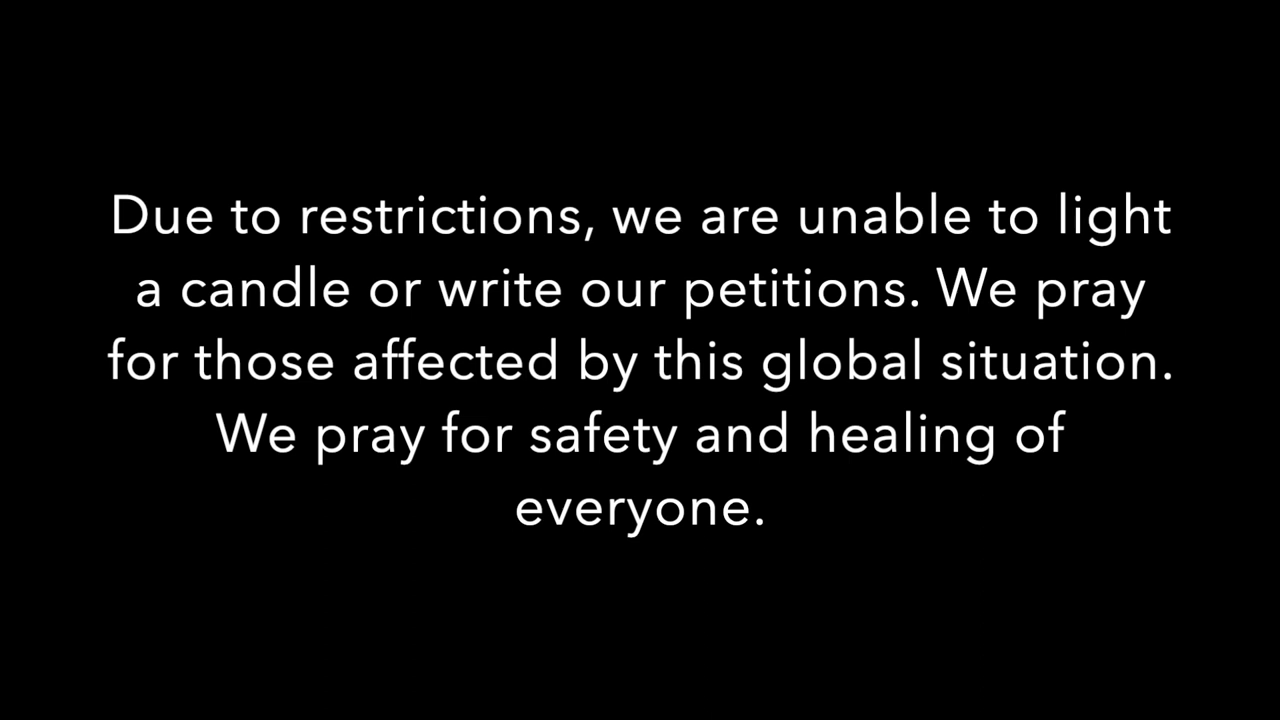 Due to restrictions, we are unable to light
a candle or write our petitions. We pray
for those affected by this global situation.
We pray for safety and healing of
everyone.